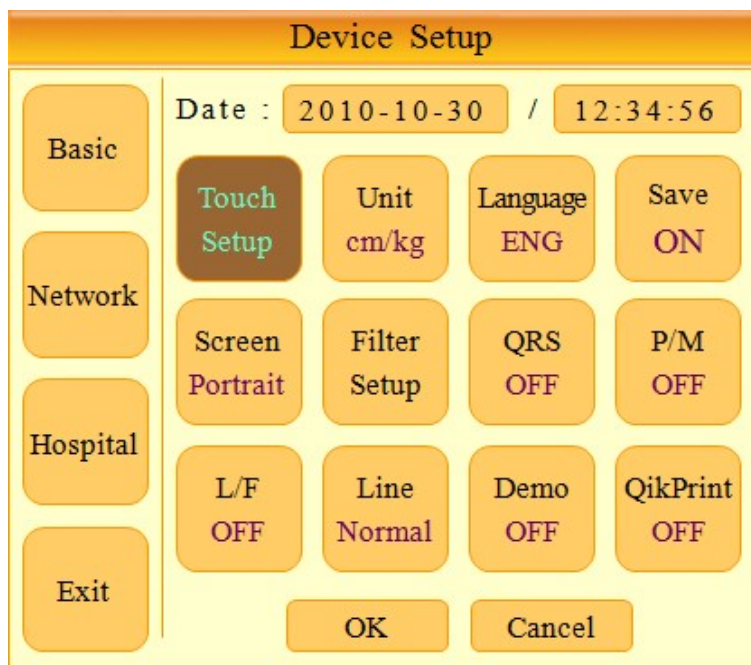 Device Setup
Date : 2010-10-30 / 12:34:56
Basic
Network
Hospital
Exit
Touch
Setup
Unit
cm/kg
Language
ENG
Save
ON
Screen
Portrait
Filter
Setup
QRS
OFF
P/M
OFF
L/F
OFF
Line
Normal
Demo
OFF
QikPrint
OFF
OK
Cancel